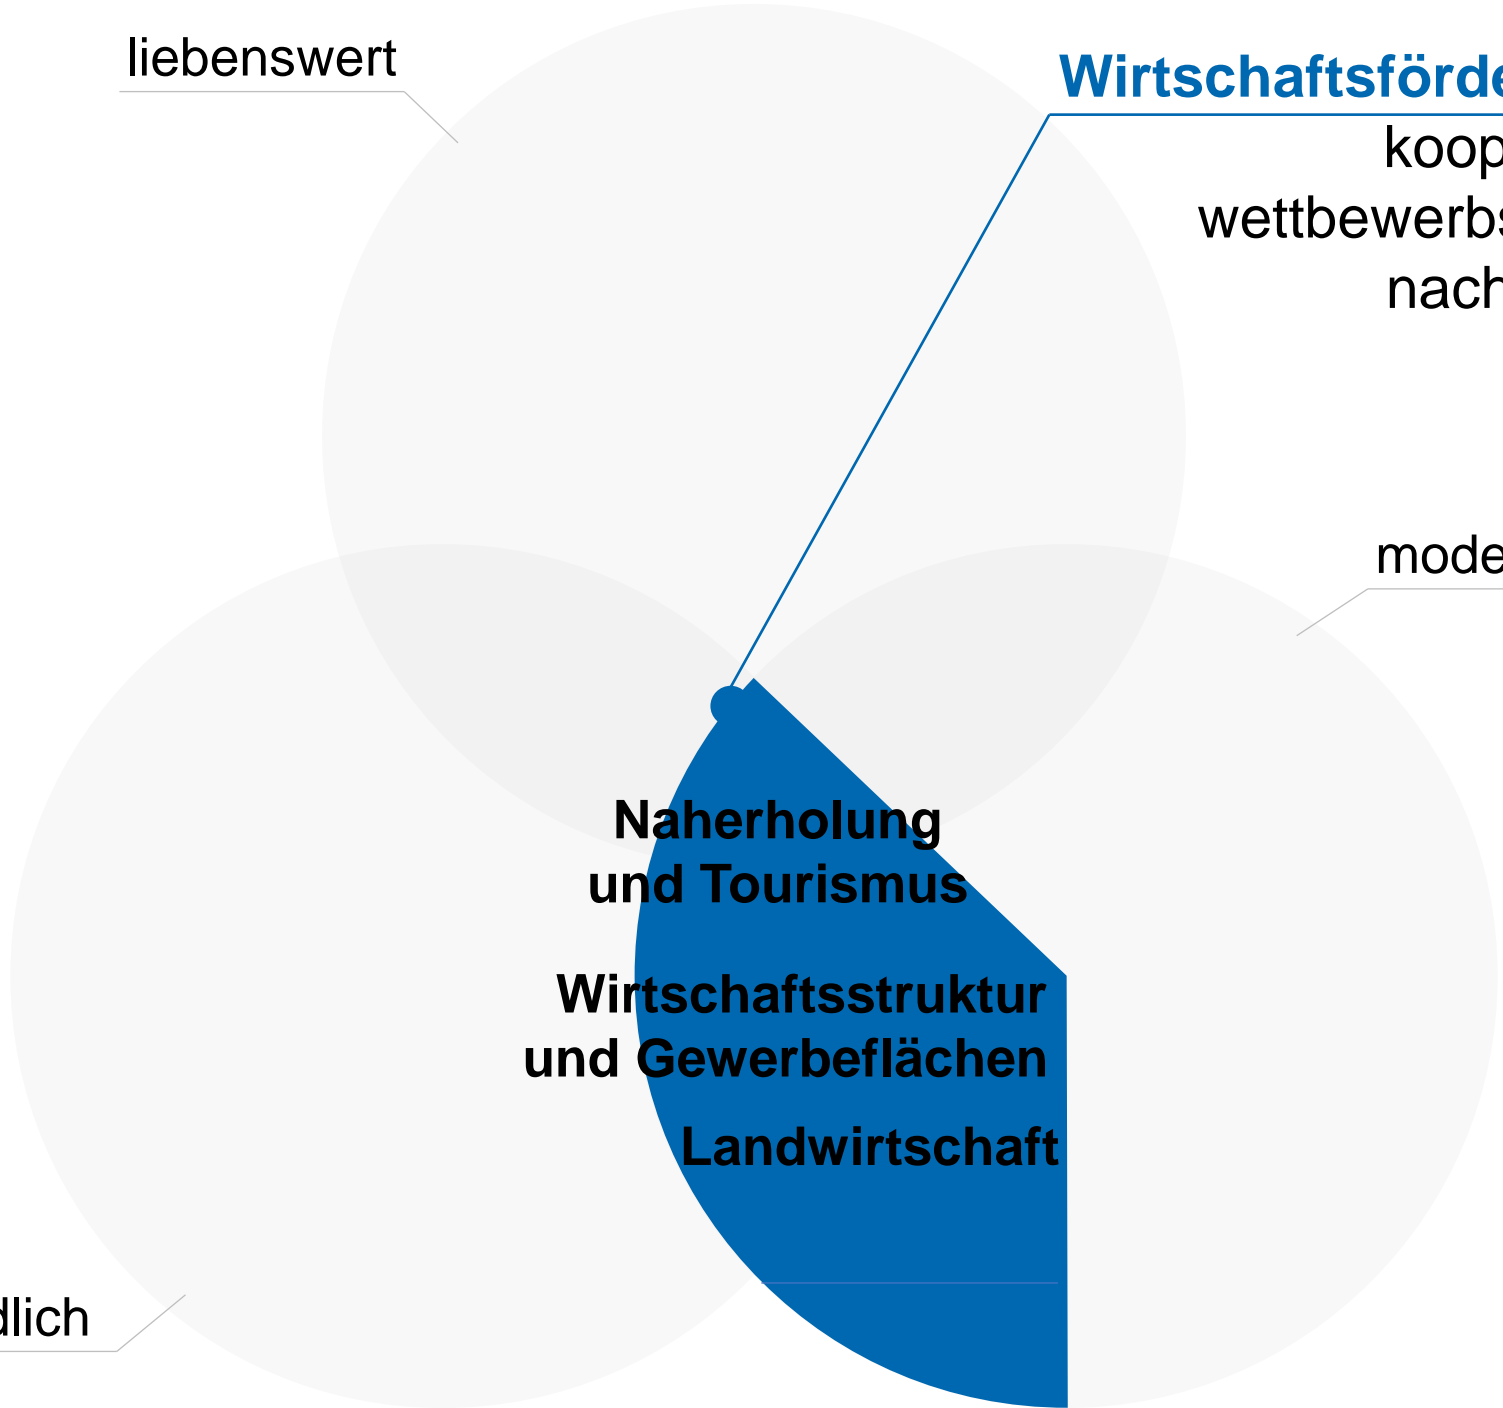 liebenswert
Wirtschaftsförde
koop
wettbewerbs
nach
mode
Naherholung
und Tourismus
Wirtschaftsstruktur
und Gewerbeflächen
Landwirtschaft
dlich